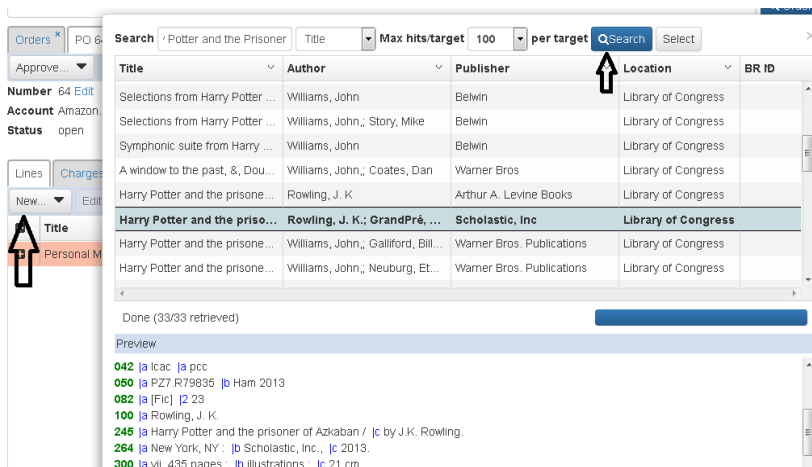 Orders x PO 6
Search Potter and the Prisoner Title Max hits/target 100 per target Search Select
Approve...
Title Author Publisher Location BR ID
Number 64 Edit
Account Amazon.
Status open
Selections from Harry Potter ... Williams, John Belwin Library of Congress
Selections from Harry Potter ... Williams, John,; Story, Mike Belwin Library of Congress
Symphonic suite from Harry ... Williams, John Belwin Library of Congress
A window to the past, &, Dou... Williams, John,; Coates, Dan Warner Bros Library of Congress
Harry Potter and the prisone... Rowling, J. K Arthur A. Levine Books Library of Congress
Harry Potter and the priso... Rowling, J. K.; GrandPré, ... Scholastic, Inc Library of Congress
Harry Potter and the prisone... Williams, John,; Galliford, Bill... Warner Bros. Publications Library of Congress
Harry Potter and the prisone... Williams, John,; Neuburg, Et... Warner Bros. Publications Library of Congress
Lines Charges
New... Edit
Title
Personal M
Done (33/33 retrieved)
Preview
042 |a lcac |a pcc
050 |a PZ7.R79835 |b Ham 2013
082 |a [Fic] |2 23
100 |a Rowling, J. K.
245 |a Harry Potter and the prisoner of Azkaban / |c by J.K. Rowling.
264 |a New York, NY : |b Scholastic, Inc., |c 2013.
300 |a vii, 435 pages : |b illustrations ; |c 21 cm